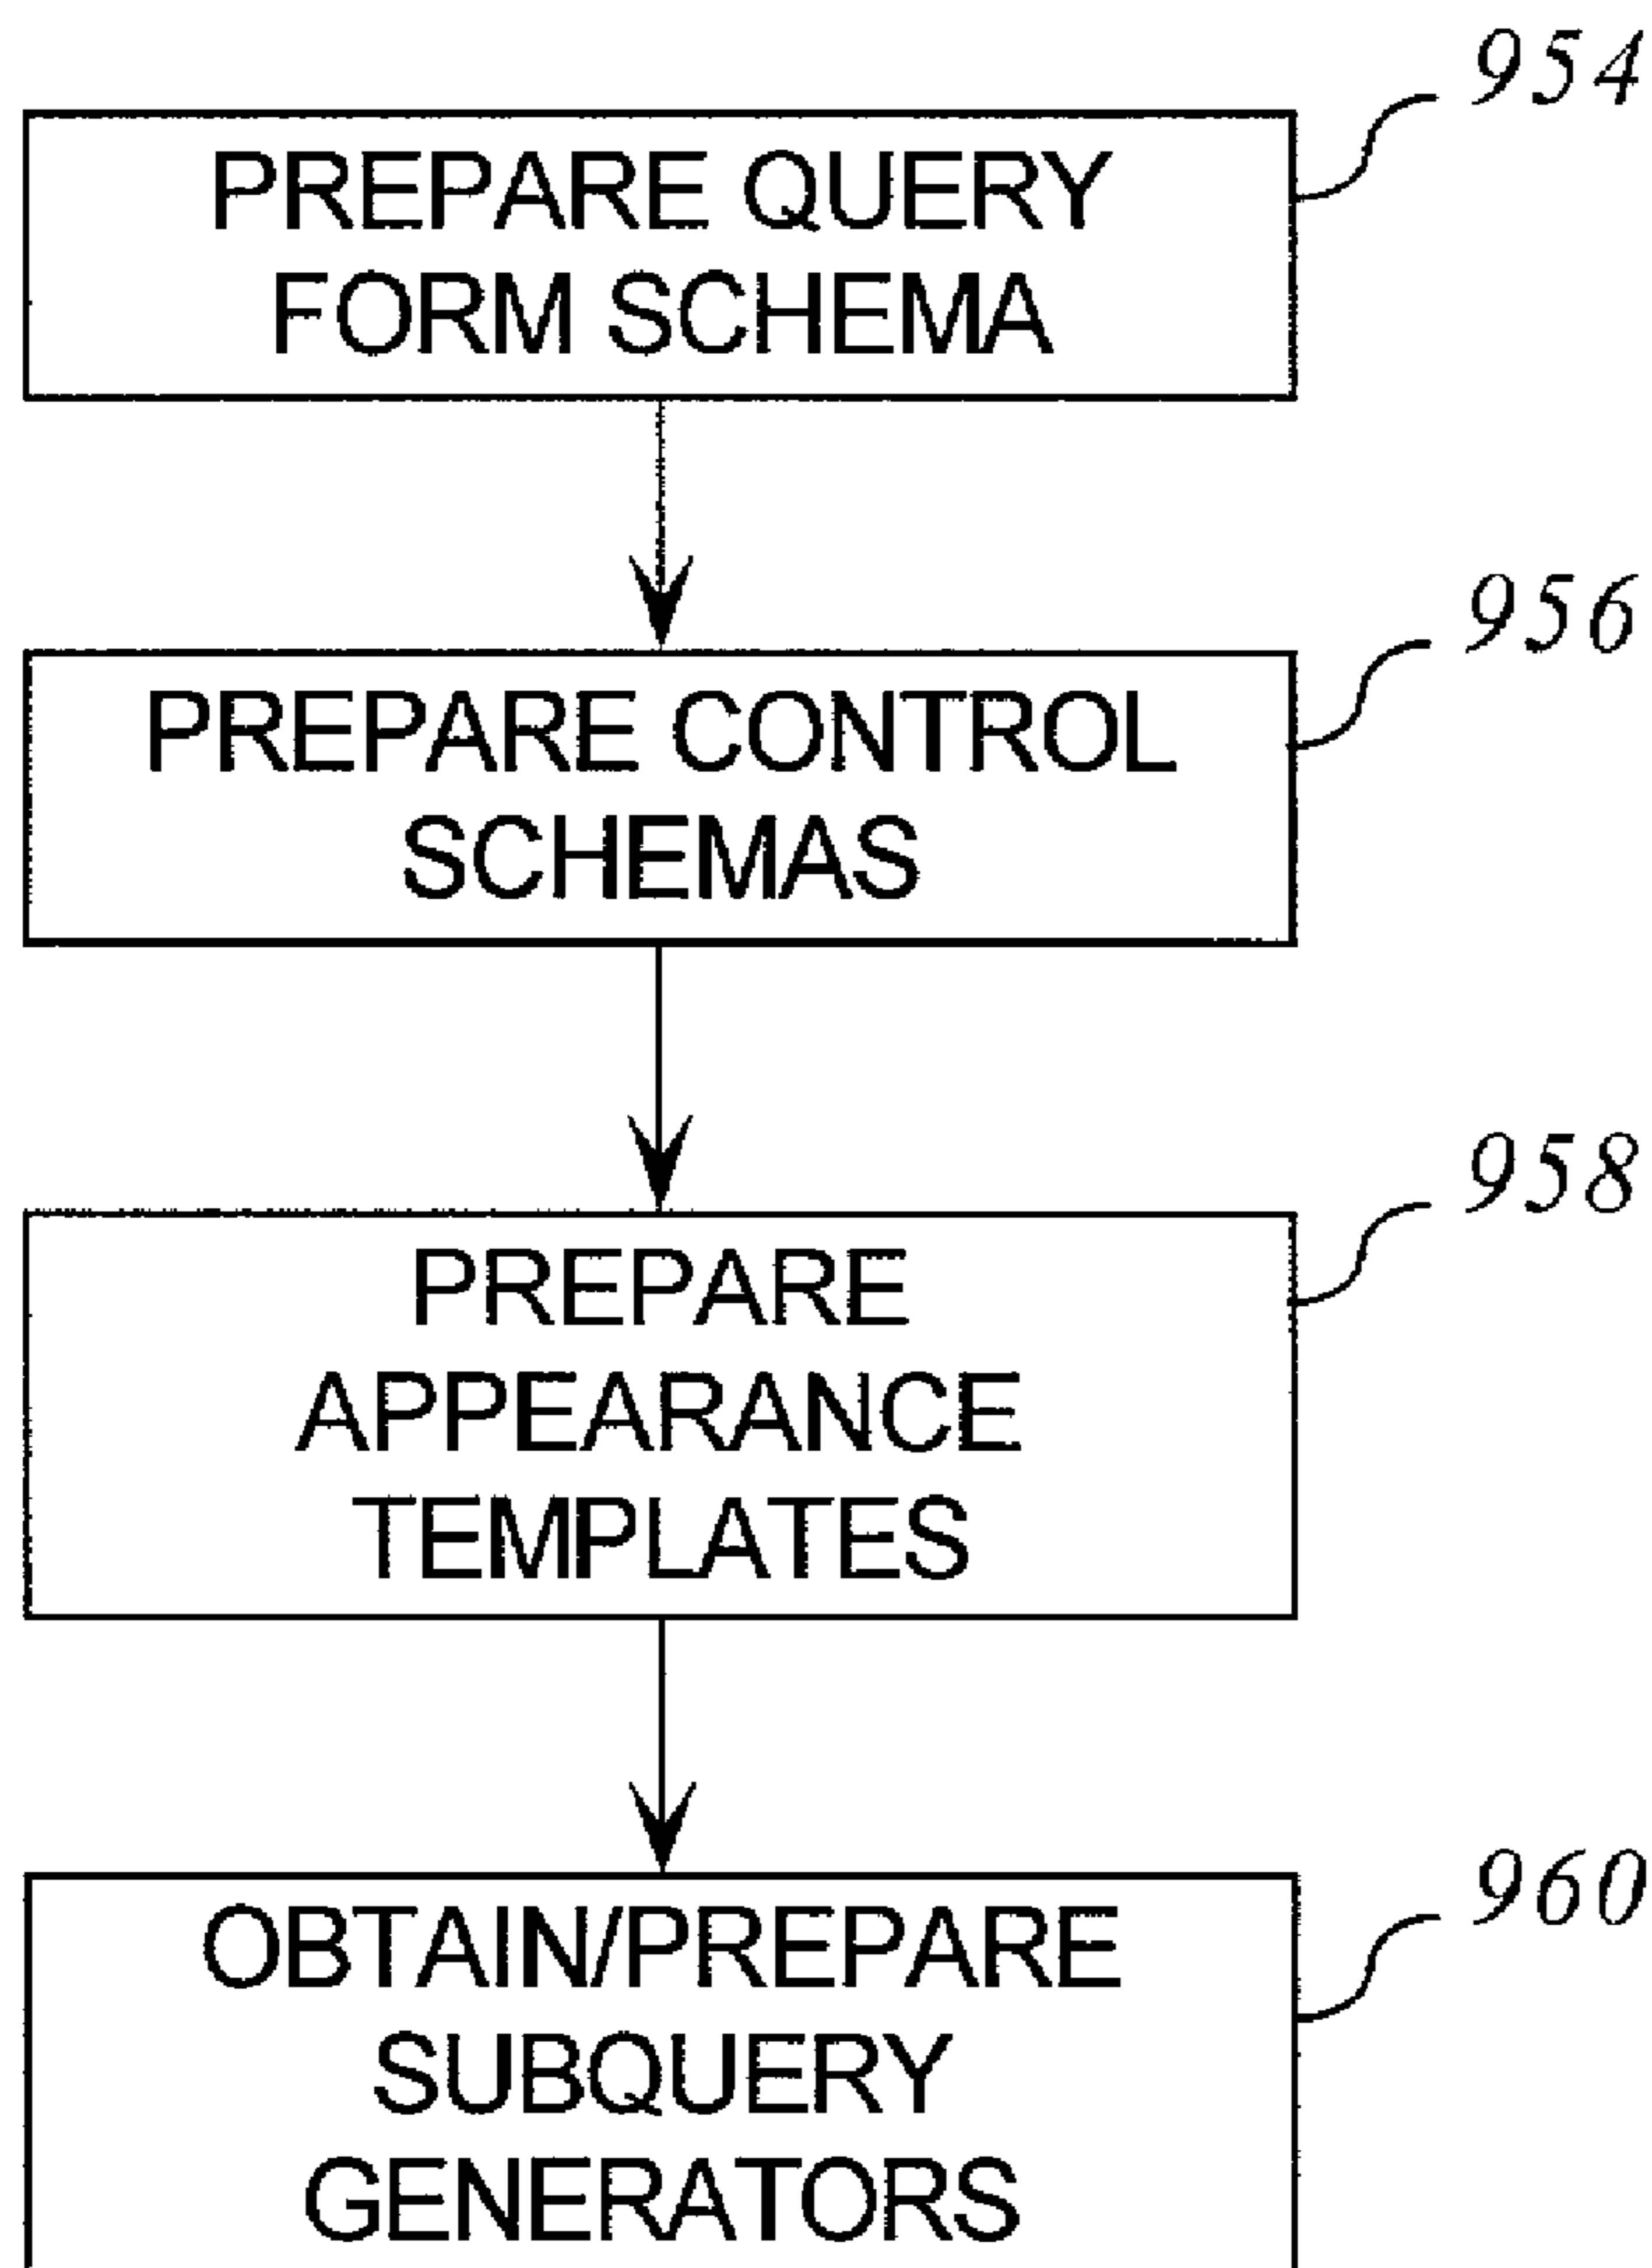 954
PREPARE QUERY
FORM SCHEMA
956
PREPARE CONTROL
SCHEMAS
958
PREPARE
APPEARANCE
TEMPLATES
960
OBTAIN/PREPARE
SUBQUERY
GENERATORS